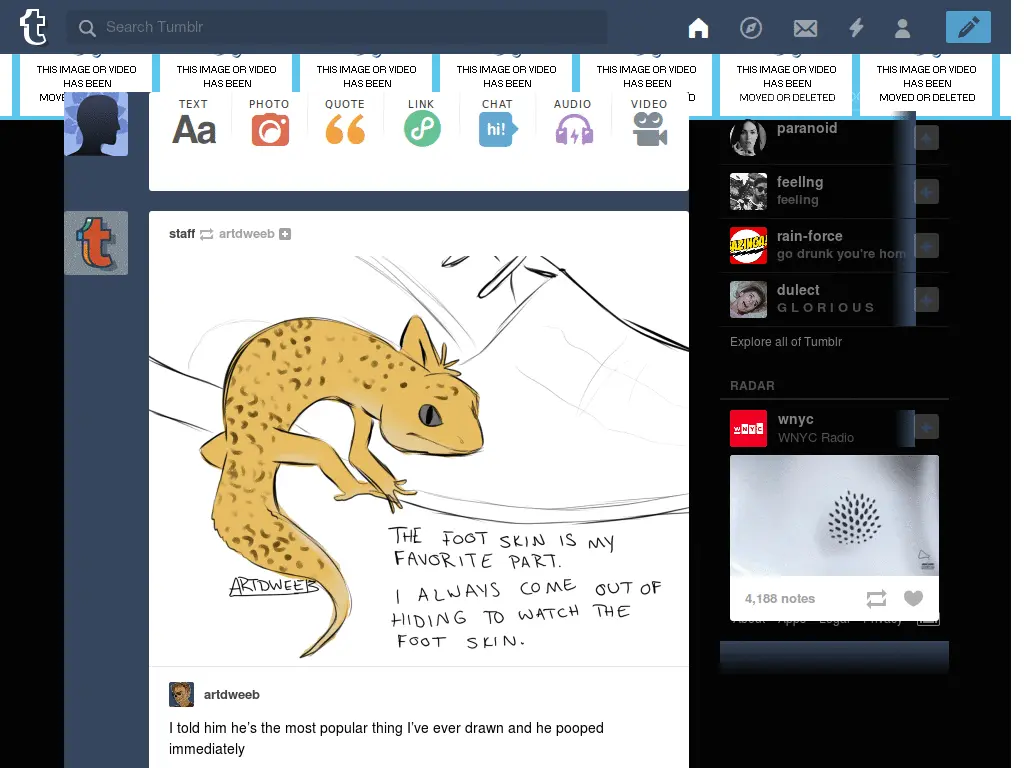 Search Tumblr
THIS IMAGE OR VIDEO
HAS BEEN
THIS IMAGE OR VIDEO
HAS BEEN
THIS IMAGE OR VIDEO
HAS BEEN
THIS IMAGE OR VIDEO
HAS BEEN
THIS IMAGE OR VIDEO
HAS BEEN
THIS IMAGE OR VIDEO
HAS BEEN
MOVED OR DELETED
THIS IMAGE OR VIDEO
HAS BEEN
MOVED OR DELETED
TEXT
Aa
PHOTO
QUOTE
LINK
CHAT
hi!
AUDIO
VIDEO
staff artdweeb
THE FOOT SKIN IS MY
FAVORITE PART.
I ALWAYS COME OUT OF
HIDING TO WATCH THE
FOOT SKIN.
ARTDWEEB
artdweeb
I told him he's the most popular thing I've ever drawn and he pooped
immediately
paranoid
feelIng
feeling
rain-force
go drunk you're hom
dulect
G L O R I O U S
Explore all of Tumblr
RADAR
WNYC
wnyc
WNYC Radio
4,188 notes
About Apps Legal Privacy